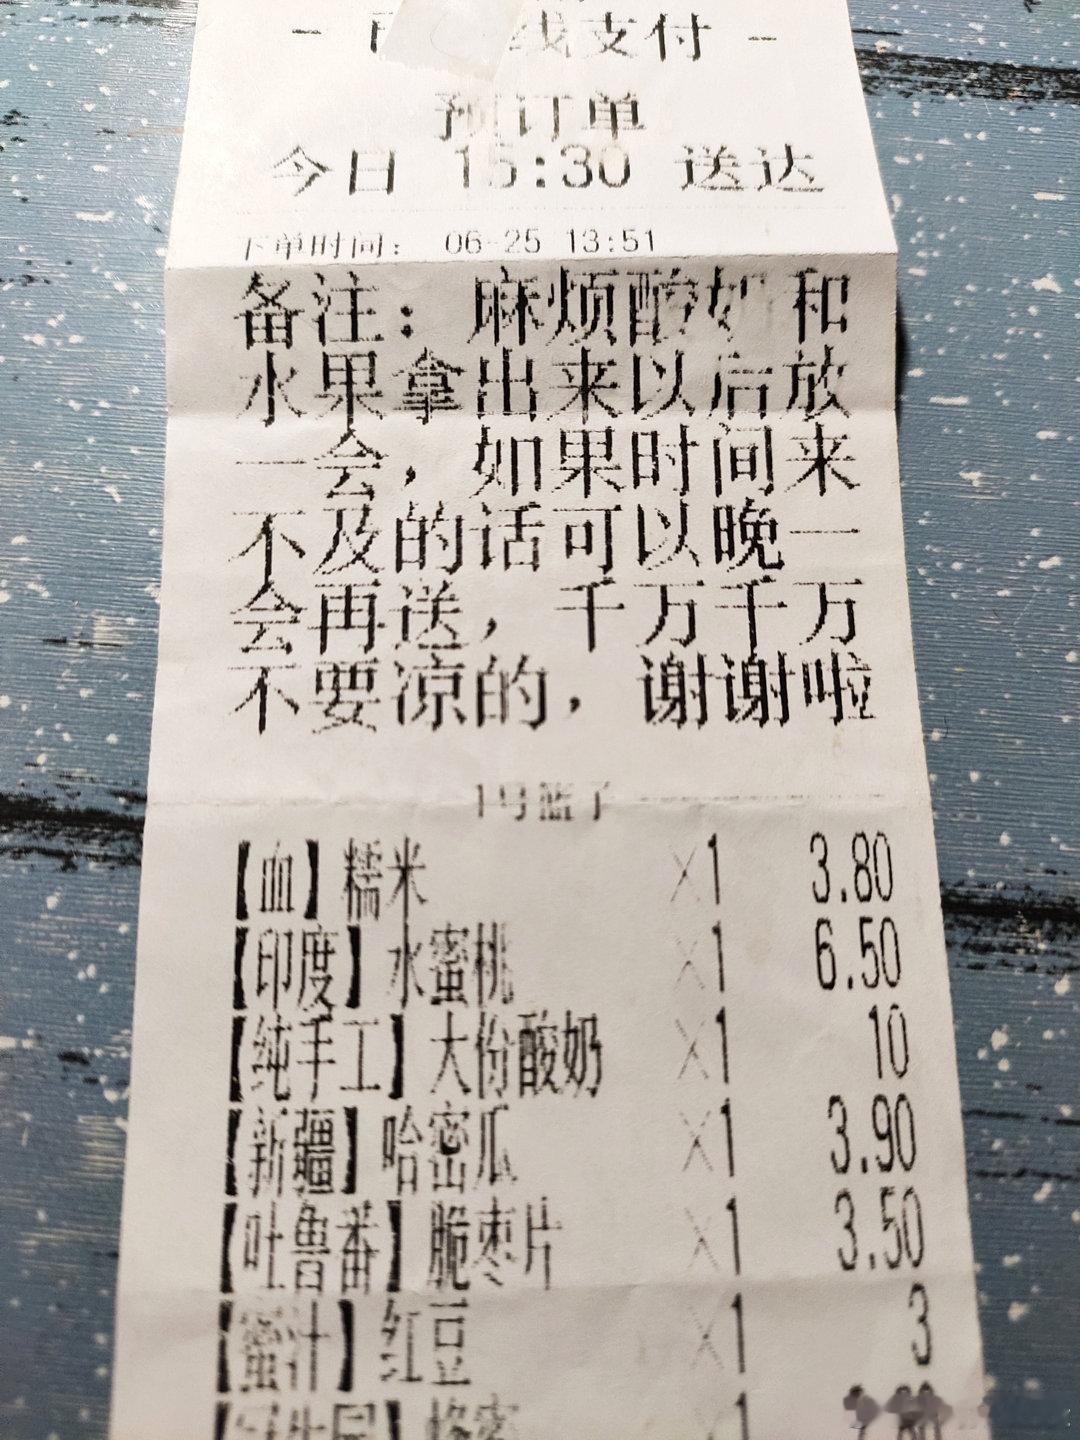 线支付 -
预订单
今日 15:30 送达
下单时间: 06-25 13:51
备注: 麻烦酸奶和
水果拿出来以后放
一会, 如果时间来
不及的话可以晚一
会再送, 千万千万
不要凉的, 谢谢啦
1号篮子
【血】糯米 ×1 3.80
【印度】水蜜桃 ×1 6.50
【纯手工】大份酸奶 ×1 10
【新疆】哈密瓜 ×1 3.90
【吐鲁番】脆枣片 ×1 3.50
【蜜汁】红豆 ×1 3
蜂蜜 ×1